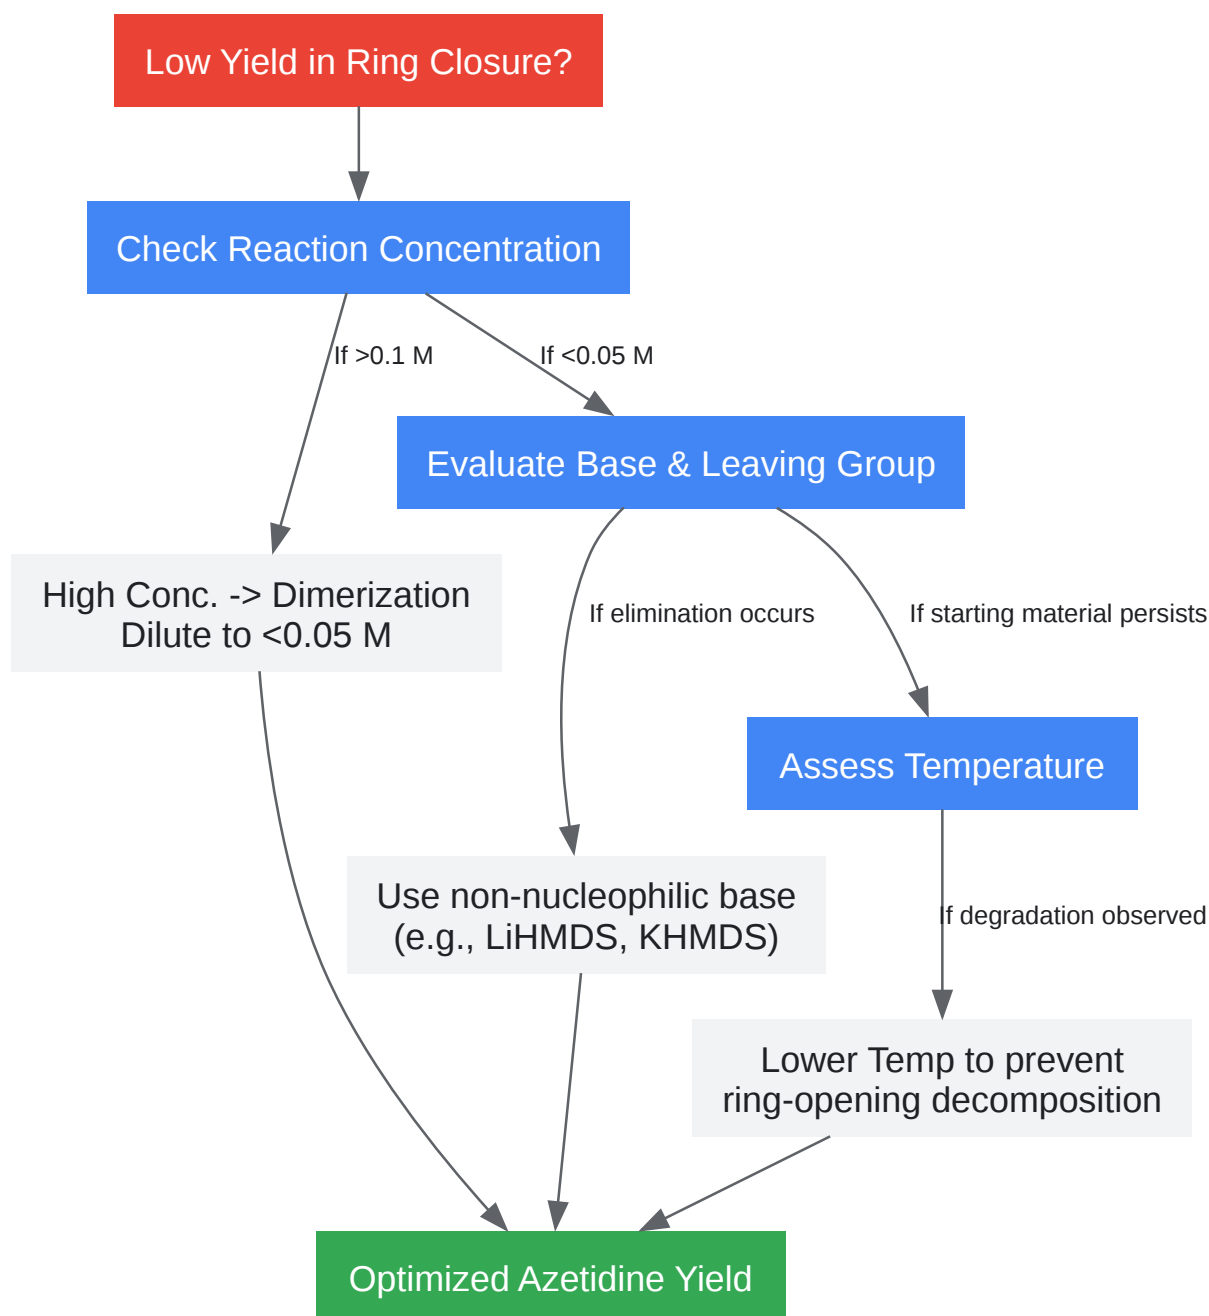 Low Yield in Ring Closure?
Check Reaction Concentration
If >0.1 M
If <0.05 M
Evaluate Base & Leaving Group
High Conc. -> Dimerization
Dilute to <0.05 M
If elimination occurs
If starting material persists
Assess Temperature
Use non-nucleophilic base
(e.g., LiHMDS, KHMDS)
If degradation observed
Lower Temp to prevent
ring-opening decomposition
Optimized Azetidine Yield